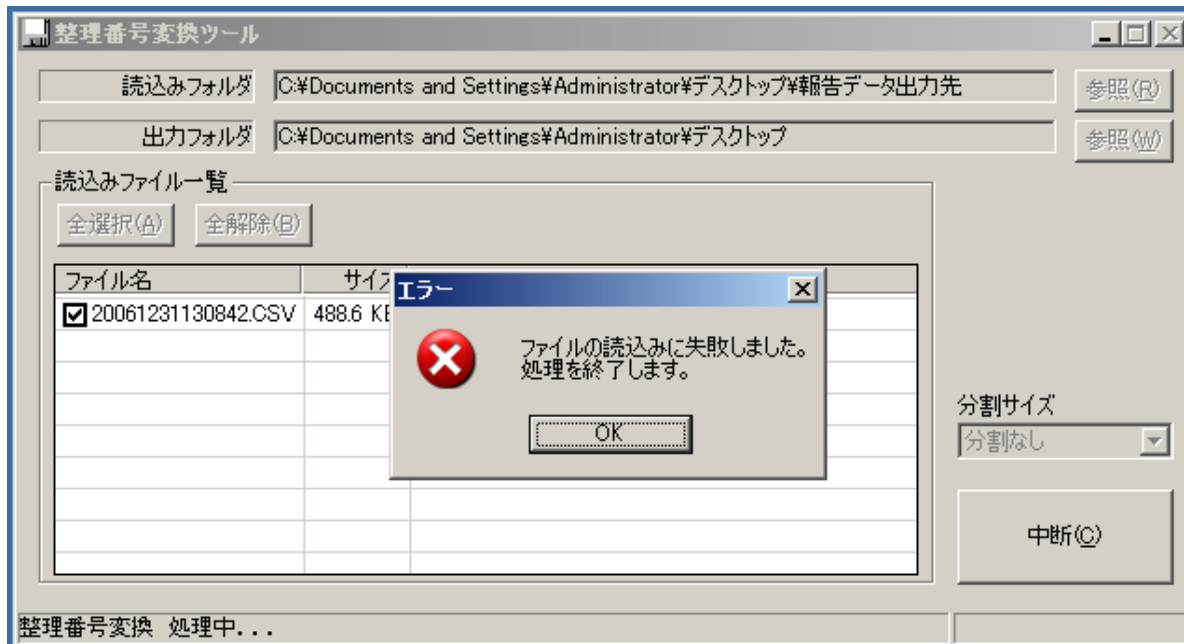 整理番号変換ツール
読込みフォルダ C:¥Documents and Settings¥Administrator¥デスクトップ¥報告データ出力先 参照(R)
出力フォルダ C:¥Documents and Settings¥Administrator¥デスクトップ 参照(W)
読込みファイル一覧
全選択(A) 全解除(B)
ファイル名 サイズ
20061231130842.CSV 488.6 KB
エラー
ファイルの読込みに失敗しました。
処理を終了します。
OK
分割サイズ
分割なし
中断(C)
整理番号変換 処理中...